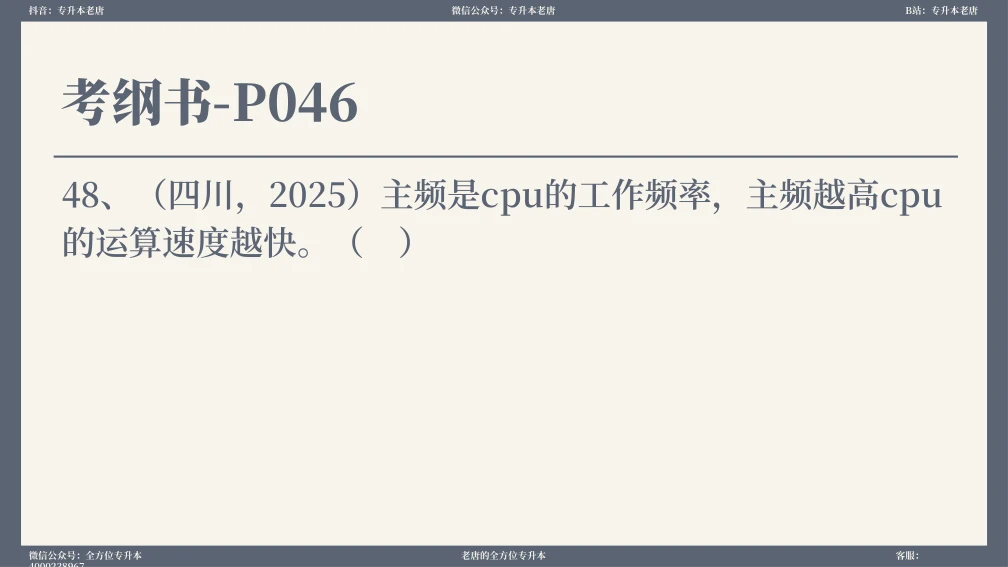 抖音：专升本老唐
微信公众号：专升本老唐
B站：专升本老唐
考纲书-P046
48、（四川，2025）主频是cpu的工作频率，主频越高cpu
的运算速度越快。（　）
微信公众号：全方位专升本
老唐的全方位专升本
客服：
4000238967